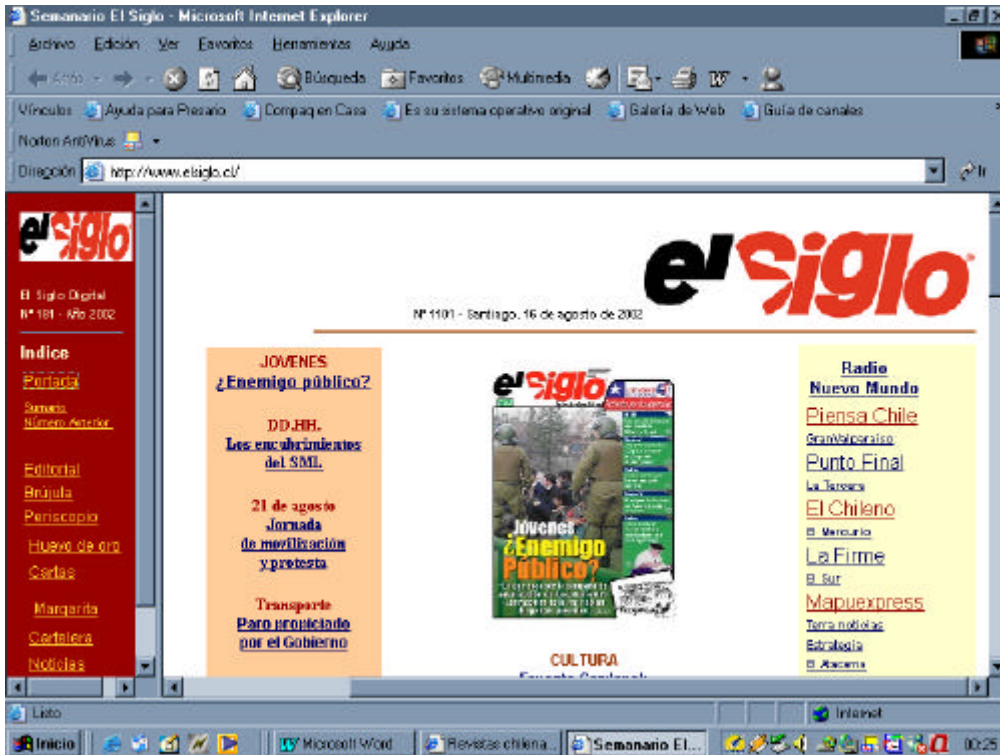 Semanario El Siglo - Microsoft Internet Explorer
Archivo Edición Ver Favoritos Herramientas Ayuda
Atrás Búsqueda Favoritos Multimedia
Vínculos Ayuda para Presario Compaq en Casa Es su sistema operativo original Galería de Web Guía de canales
Norton AntiVirus
Dirección http://www.elsiglo.cl/ Ir
el siglo
El Siglo Digital
Nº 181 - Año 2002
Indice
Portada
Sumario
Número Anterior
Editorial
Brújula
Periscopio
Huevo de oro
Cartas
Margarita
Cartelera
Noticias
el siglo
Nº 1101 - Santiago, 16 de agosto de 2002
JOVENES
¿Enemigo público?
DD.HH.
Los encubrimientos
del SML
21 de agosto
Jornada
de movilización
y protesta
Transporte
Paro propiciado
por el Gobierno
el siglo
Jóvenes
¿Enemigo
Público?
CULTURA
Radio
Nuevo Mundo
Piensa Chile
GranValparaíso
Punto Final
La Tercera
El Chileno
El Mercurio
La Firme
El Sur
Mapuexpress
Terra noticias
Estrategia
El Atacama
Listo Internet
Inicio Microsoft Word Revistas chilena... Semanario El... 00:25